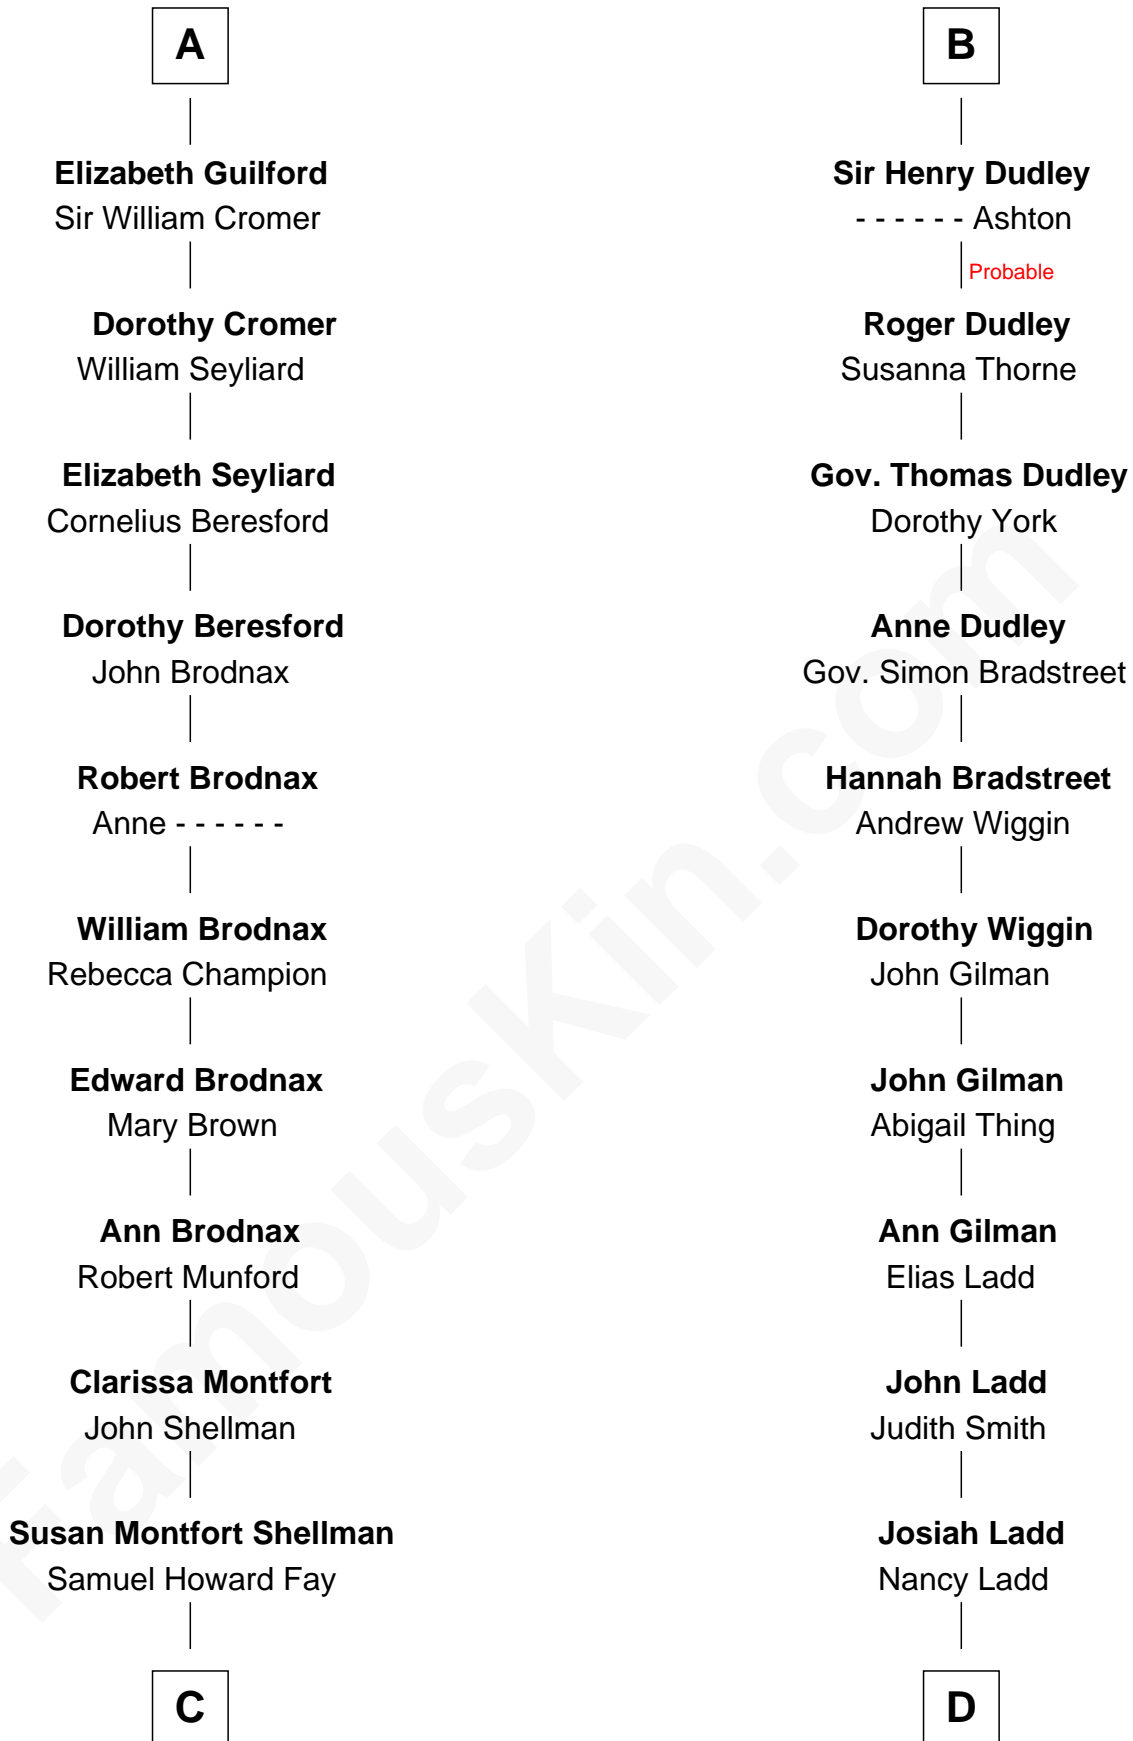 A
Elizabeth Guilford
Sir William Cromer
Dorothy Cromer
William Seyliard
Elizabeth Seyliard
Cornelius Beresford
Dorothy Beresford
John Brodnax
Robert Brodnax
Anne - - - - - -
William Brodnax
Rebecca Champion
Edward Brodnax
Mary Brown
Ann Brodnax
Robert Munford
Clarissa Montfort
John Shellman
Susan Montfort Shellman
Samuel Howard Fay
C
B
Sir Henry Dudley
- - - - - - Ashton
Probable
Roger Dudley
Susanna Thorne
Gov. Thomas Dudley
Dorothy York
Anne Dudley
Gov. Simon Bradstreet
Hannah Bradstreet
Andrew Wiggin
Dorothy Wiggin
John Gilman
John Gilman
Abigail Thing
Ann Gilman
Elias Ladd
John Ladd
Judith Smith
Josiah Ladd
Nancy Ladd
D
FamousKin.com